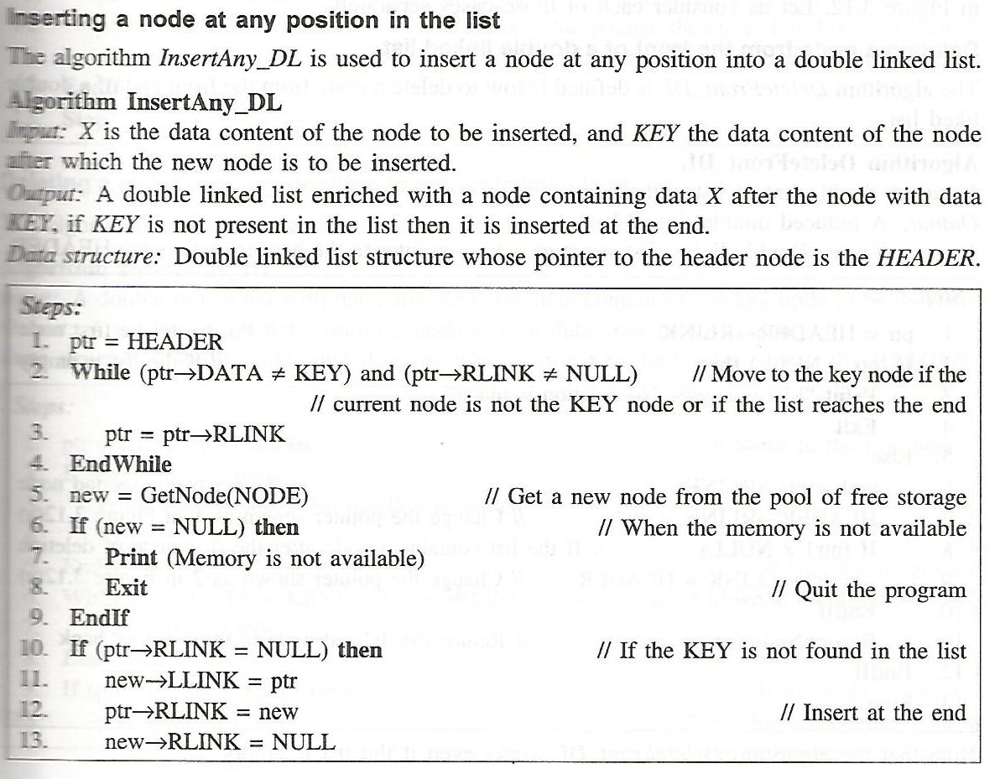 Inserting a node at any position in the list
The algorithm InsertAny_DL is used to insert a node at any position into a double linked list.
Algorithm InsertAny_DL
Input: X is the data content of the node to be inserted, and KEY the data content of the node
after which the new node is to be inserted.
Output: A double linked list enriched with a node containing data X after the node with data
KEY, if KEY is not present in the list then it is inserted at the end.
Data structure: Double linked list structure whose pointer to the header node is the HEADER.
Steps:
1. ptr = HEADER
2. While (ptr→DATA ≠ KEY) and (ptr→RLINK ≠ NULL) // Move to the key node if the
// current node is not the KEY node or if the list reaches the end
3. ptr = ptr→RLINK
4. EndWhile
5. new = GetNode(NODE) // Get a new node from the pool of free storage
6. If (new = NULL) then // When the memory is not available
7. Print (Memory is not available)
8. Exit // Quit the program
9. EndIf
10. If (ptr→RLINK = NULL) then // If the KEY is not found in the list
11. new→LLINK = ptr
12. ptr→RLINK = new // Insert at the end
13. new→RLINK = NULL